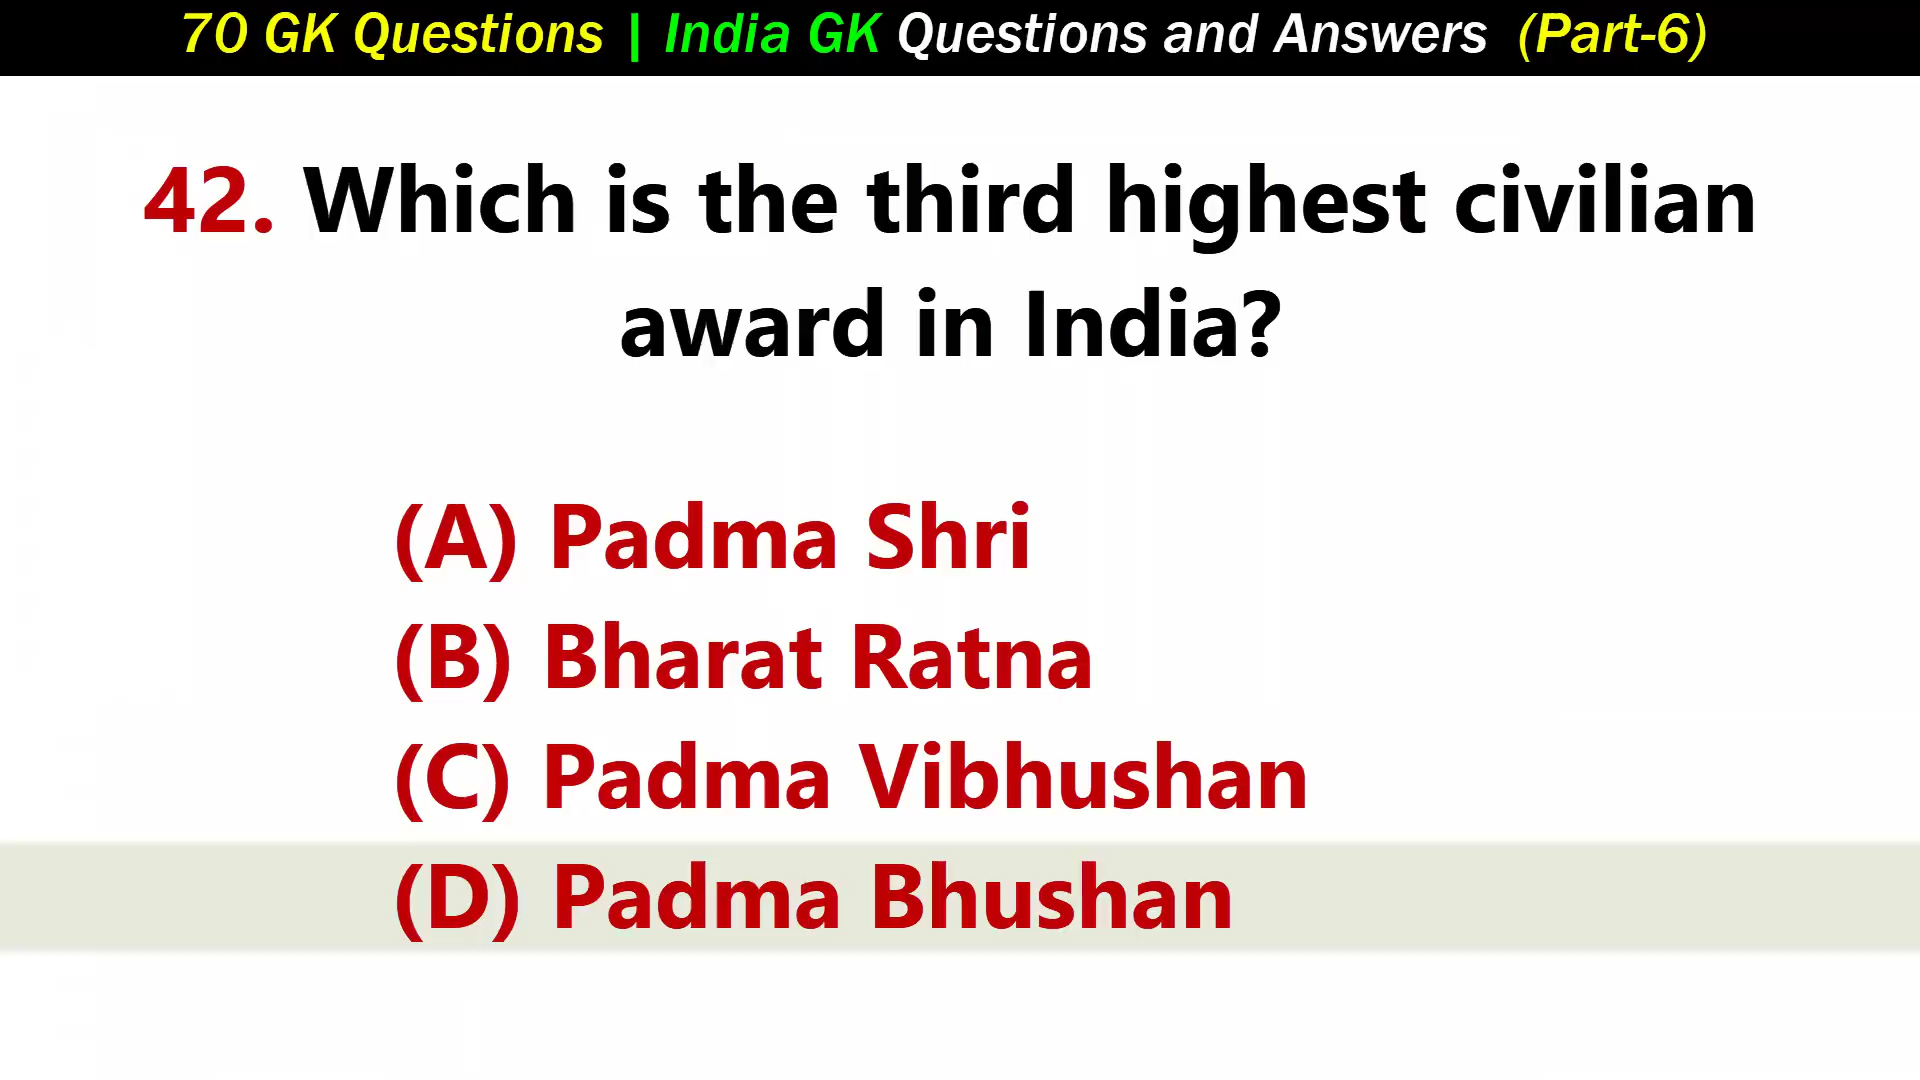 70 GK Questions | India GK Questions and Answers (Part-6)
42. Which is the third highest civilian
award in India?
(A) Padma Shri
(B) Bharat Ratna
(C) Padma Vibhushan
(D) Padma Bhushan